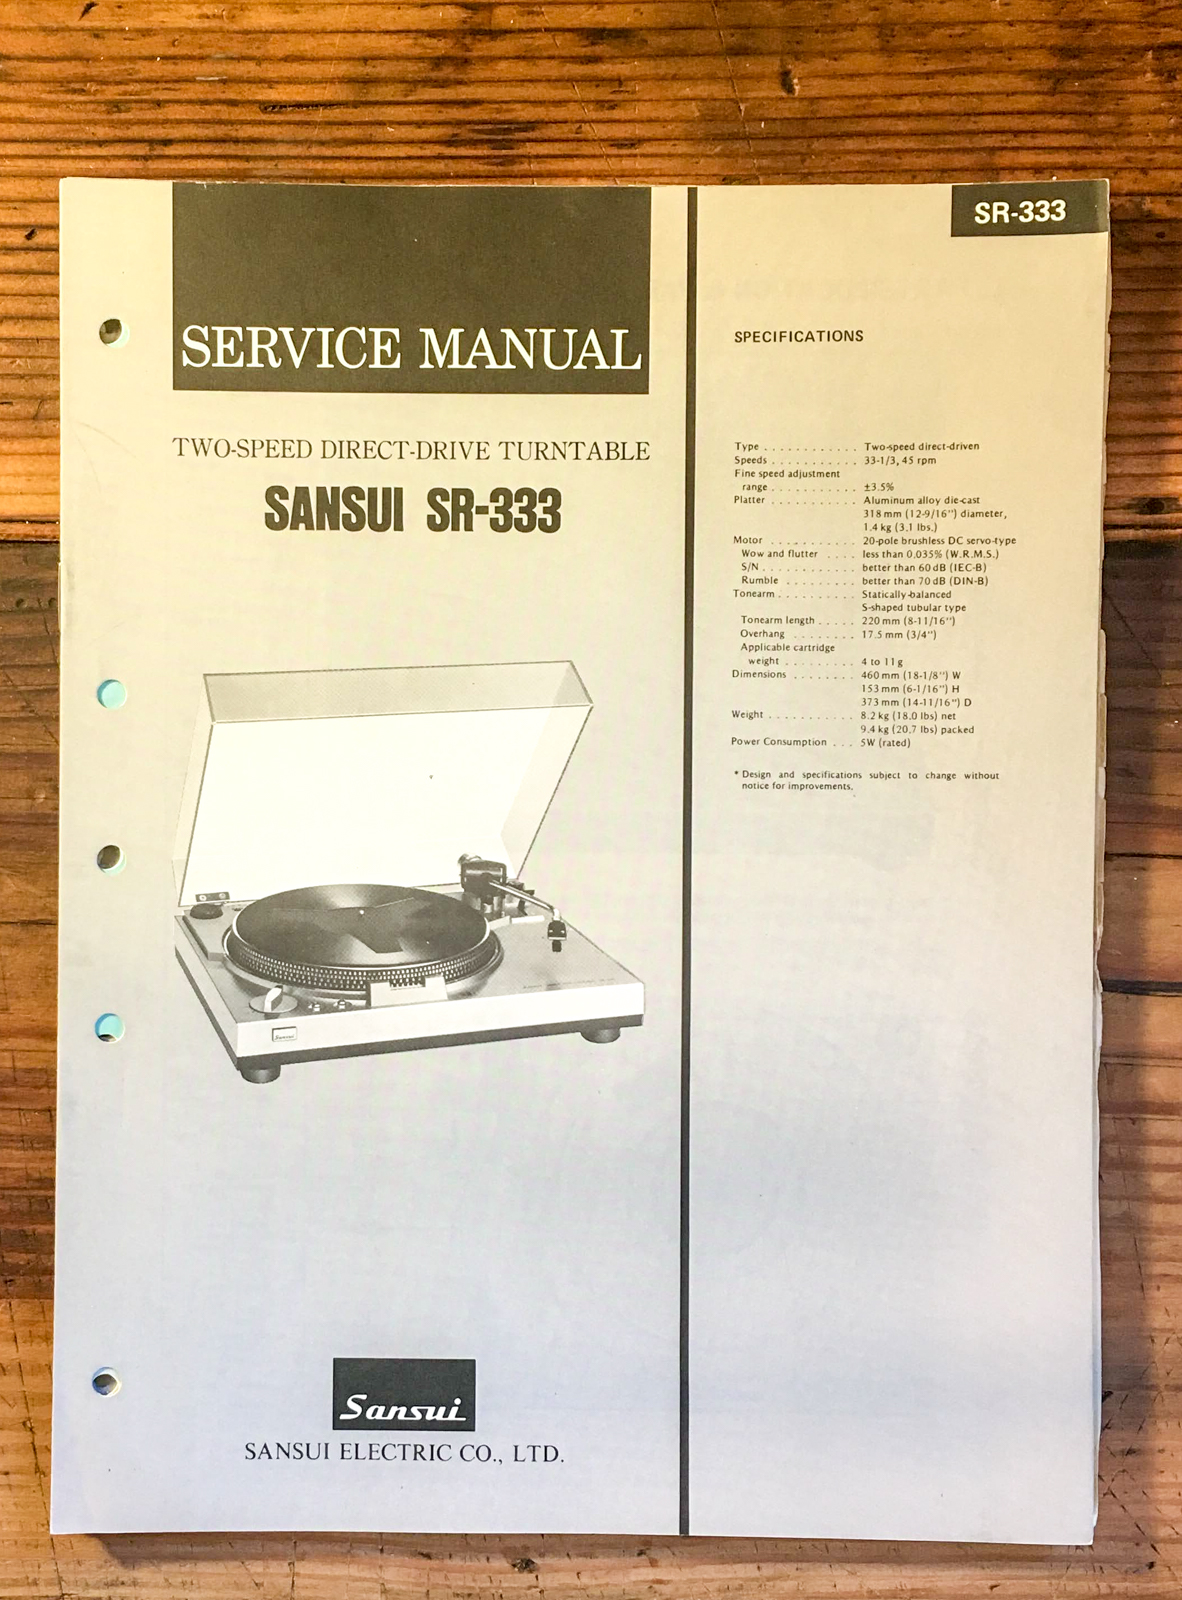 SERVICE MANUAL
TWO-SPEED DIRECT-DRIVE TURNTABLE
SANSUI SR-333
Sansui
Sansui
SANSUI ELECTRIC CO., LTD.
SR-333
SPECIFICATIONS
Type . . . . . . . . . . . . Two-speed direct-driven
Speeds . . . . . . . . . . . 33-1/3, 45 rpm
Fine speed adjustment
range . . . . . . . . . . . ±3.5%
Platter . . . . . . . . . . . . Aluminum alloy die-cast
318 mm (12-9/16") diameter,
1.4 kg (3.1 lbs.)
Motor . . . . . . . . . . . 20-pole brushless DC servo-type
Wow and flutter . . . . less than 0.035% (W.R.M.S.)
S/N . . . . . . . . . . . . better than 60 dB (IEC-B)
Rumble . . . . . . . . . better than 70 dB (DIN-B)
Tonearm . . . . . . . . . . Statically-balanced
S-shaped tubular type
Tonearm length . . . . . 220 mm (8-11/16")
Overhang . . . . . . . . 17.5 mm (3/4")
Applicable cartridge
weight . . . . . . . . . 4 to 11 g
Dimensions . . . . . . . . 460 mm (18-1/8") W
153 mm (6-1/16") H
373 mm (14-11/16") D
Weight . . . . . . . . . . . 8.2 kg (18.0 lbs) net
9.4 kg (20.7 lbs) packed
Power Consumption . . . 5W (rated)
* Design and specifications subject to change without
notice for improvements.